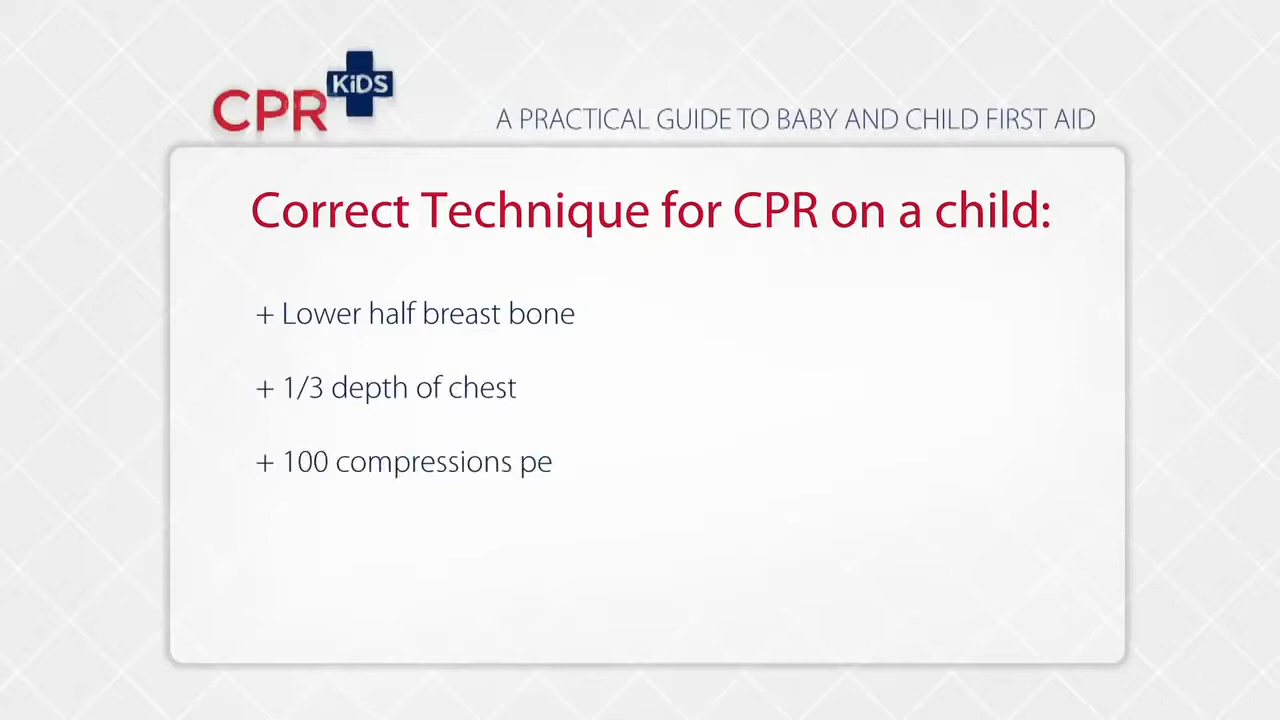 KiDS
CPR
A PRACTICAL GUIDE TO BABY AND CHILD FIRST AID
Correct Technique for CPR on a child:
+ Lower half breast bone
+ 1/3 depth of chest
+ 100 compressions pe